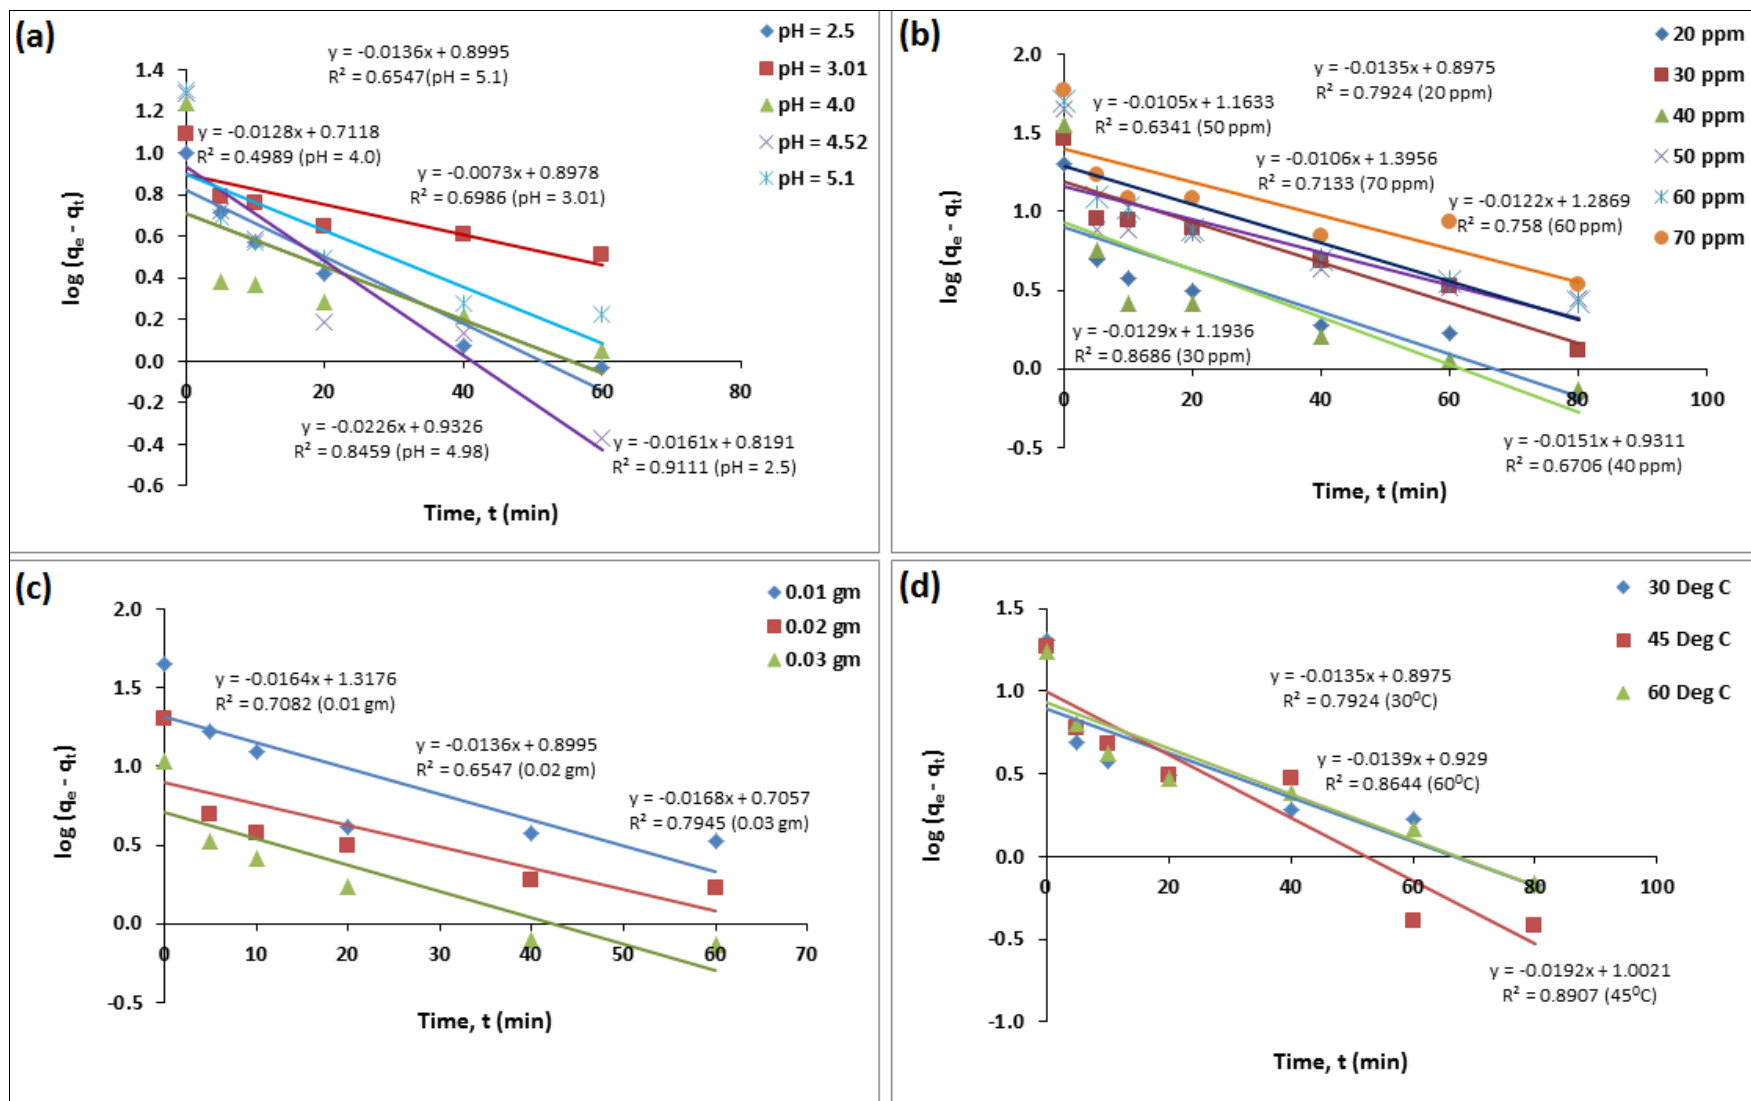 (a)
y = -0.0136x + 0.8995
R² = 0.6547(pH = 5.1)
pH = 2.5
pH = 3.01
pH = 4.0
pH = 4.52
pH = 5.1
y = -0.0128x + 0.7118
R² = 0.4989 (pH = 4.0)
y = -0.0073x + 0.8978
R² = 0.6986 (pH = 3.01)
y = -0.0226x + 0.9326
R² = 0.8459 (pH = 4.98)
y = -0.0161x + 0.8191
R² = 0.9111 (pH = 2.5)
log (qe - qt)
1.4
1.2
1.0
0.8
0.6
0.4
0.2
0.0
-0.2
-0.4
-0.6
0 20 40 60 80
Time, t (min)
(b)
20 ppm
30 ppm
40 ppm
50 ppm
60 ppm
70 ppm
y = -0.0135x + 0.8975
R² = 0.7924 (20 ppm)
y = -0.0105x + 1.1633
R² = 0.6341 (50 ppm)
y = -0.0106x + 1.3956
R² = 0.7133 (70 ppm)
y = -0.0122x + 1.2869
R² = 0.758 (60 ppm)
y = -0.0129x + 1.1936
R² = 0.8686 (30 ppm)
y = -0.0151x + 0.9311
R² = 0.6706 (40 ppm)
log (qe - qt)
2.0
1.5
1.0
0.5
0.0
-0.5
0 20 40 60 80 100
Time, t (min)
(c)
0.01 gm
0.02 gm
0.03 gm
y = -0.0164x + 1.3176
R² = 0.7082 (0.01 gm)
y = -0.0136x + 0.8995
R² = 0.6547 (0.02 gm)
y = -0.0168x + 0.7057
R² = 0.7945 (0.03 gm)
log (qe - qt)
2.0
1.5
1.0
0.5
0.0
-0.5
0 10 20 30 40 50 60 70
Time, t (min)
(d)
30 Deg C
45 Deg C
60 Deg C
y = -0.0135x + 0.8975
R² = 0.7924 (30⁰C)
y = -0.0139x + 0.929
R² = 0.8644 (60⁰C)
y = -0.0192x + 1.0021
R² = 0.8907 (45⁰C)
log (qe - qt)
1.5
1.0
0.5
0.0
-0.5
-1.0
0 20 40 60 80 100
Time, t (min)